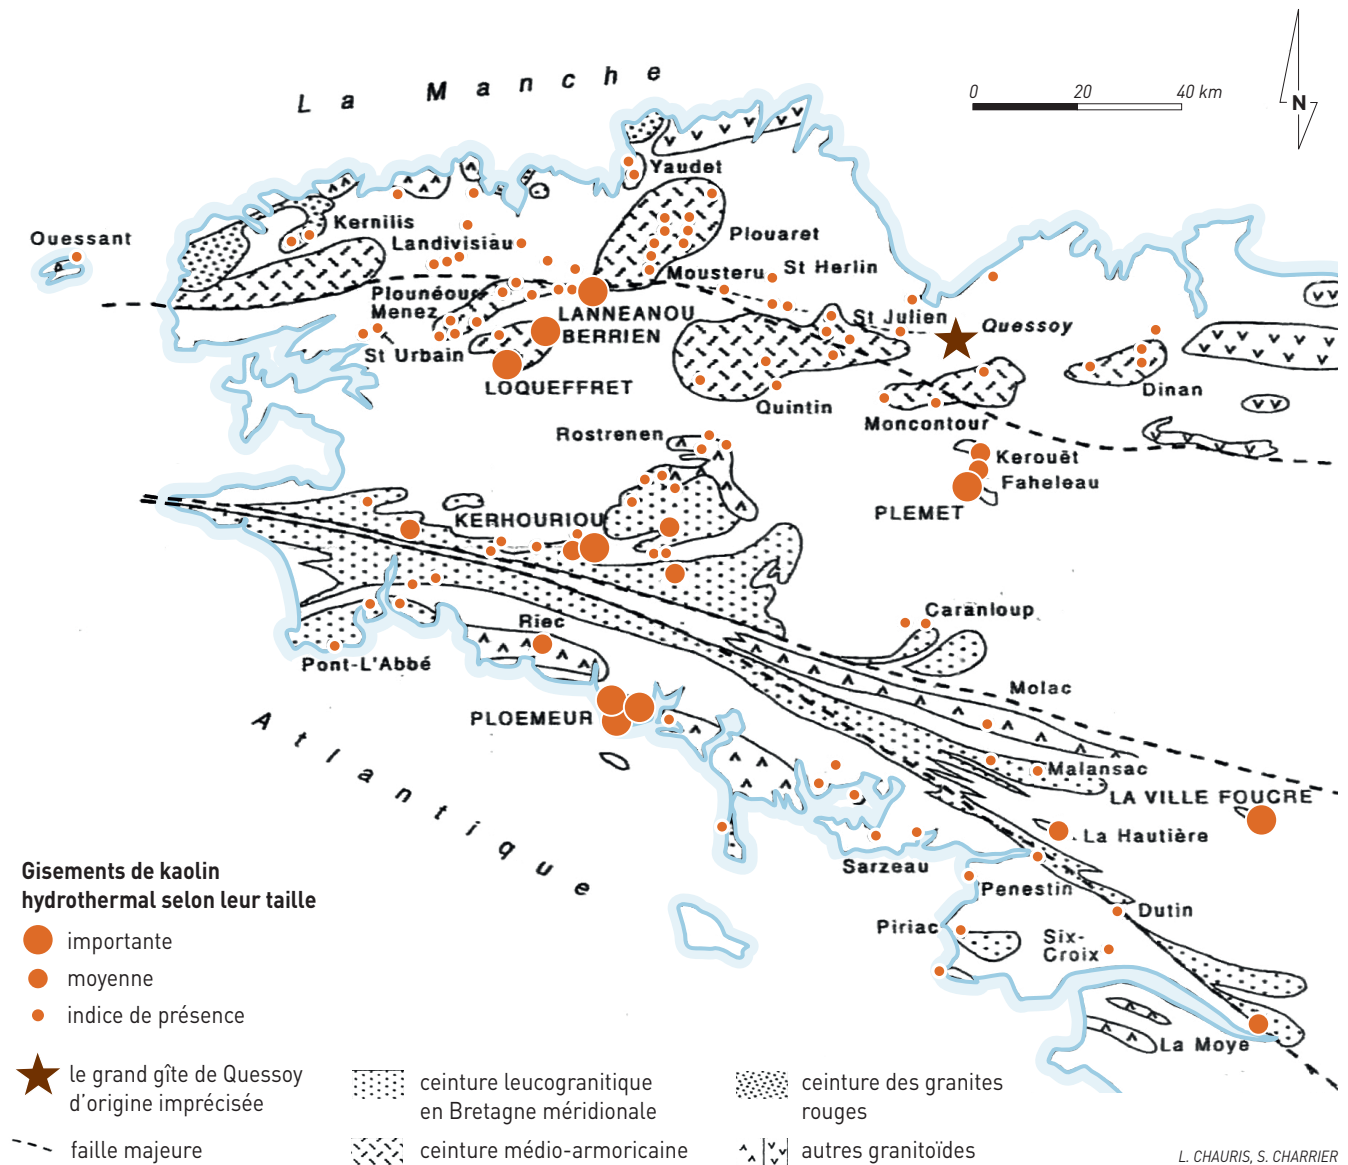 La Manche
0 20 40 km
N
Yaudet
Kernilis
Ouessant
Landivisiau
Plouaret
Mousteru
St Herlin
Plounéour
Menez
LANNEANOU
St Julien
Quessoy
BERRIEN
St Urbain
LOQUEFFRET
Dinan
Quintin
Moncontour
Rostrenen
Kerouët
Faheleau
PLEMET
KERHOURIOU
Caranloup
Riec
Pont-L'Abbé
Molac
PLOEMEUR
Atlantique
Malansac
LA VILLE FOUCRE
La Hautière
Sarzeau
Penestin
Dutin
Piriac
Six-
Croix
La Moye
Gisements de kaolin
hydrothermal selon leur taille
importante
moyenne
indice de présence
le grand gîte de Quessoy
d'origine imprécisée
faille majeure
ceinture leucogranitique
en Bretagne méridionale
ceinture médio-armoricaine
ceinture des granites
rouges
autres granitoïdes
L. CHAURIS, S. CHARRIER